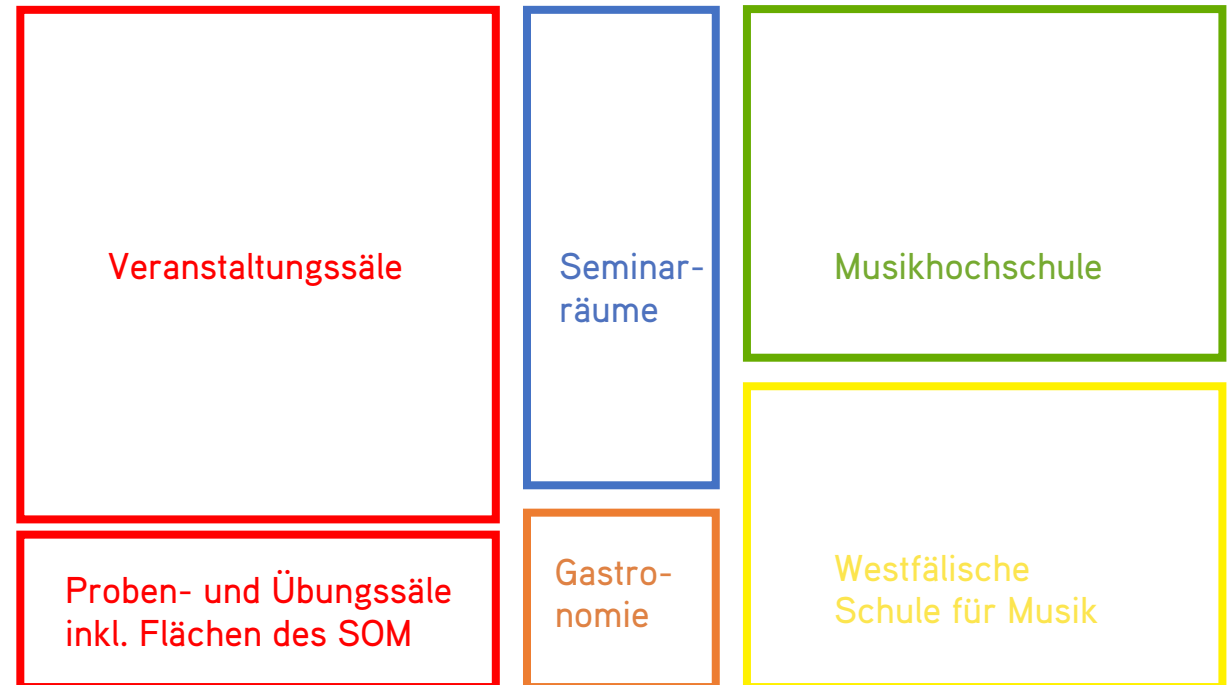 Veranstaltungssäle
Seminar-
räume
Musikhochschule
Proben- und Übungssäle
inkl. Flächen des SOM
Gastro-
nomie
Westfälische
Schule für Musik